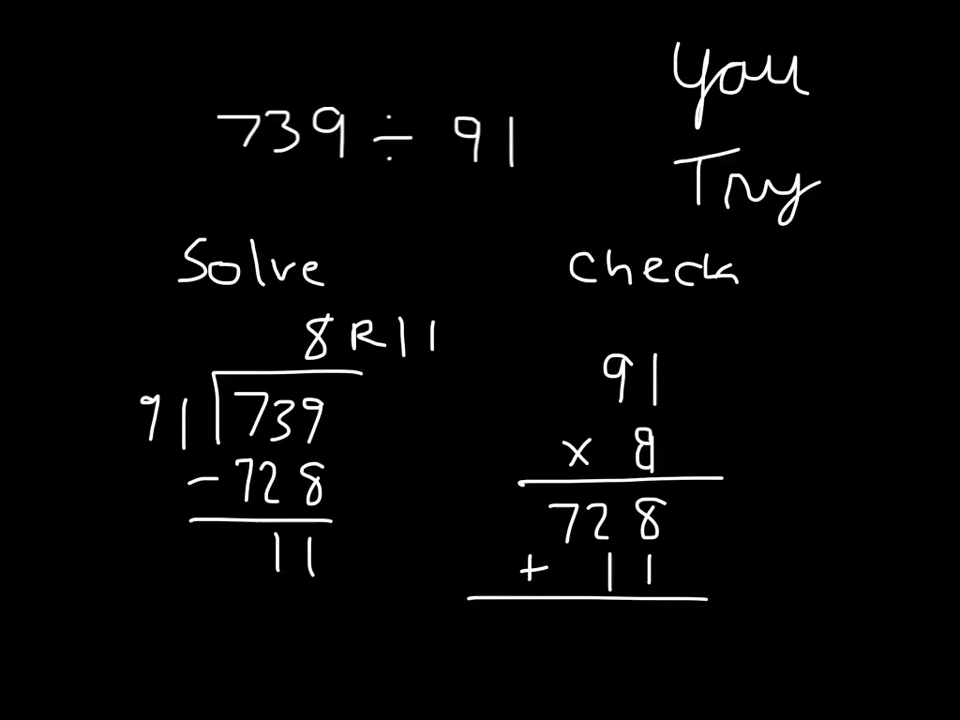 You
Try
739 ÷ 91
Solve
8 R11
91 739
- 728
11
Check
91
x 8
728
+ 11